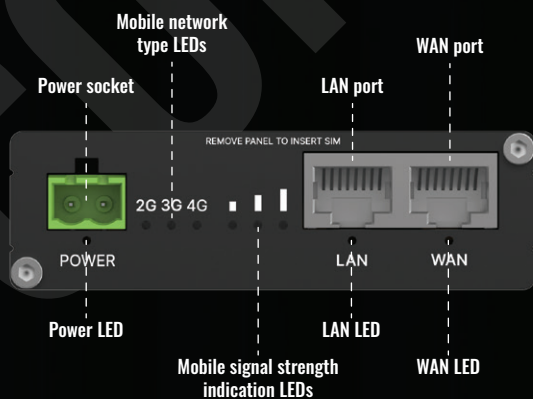 Mobile network
type LEDs
WAN port
Power socket
LAN port
REMOVE PANEL TO INSERT SIM
2G 3G 4G
POWER
LAN
WAN
Power LED
LAN LED
Mobile signal strength
indication LEDs
WAN LED